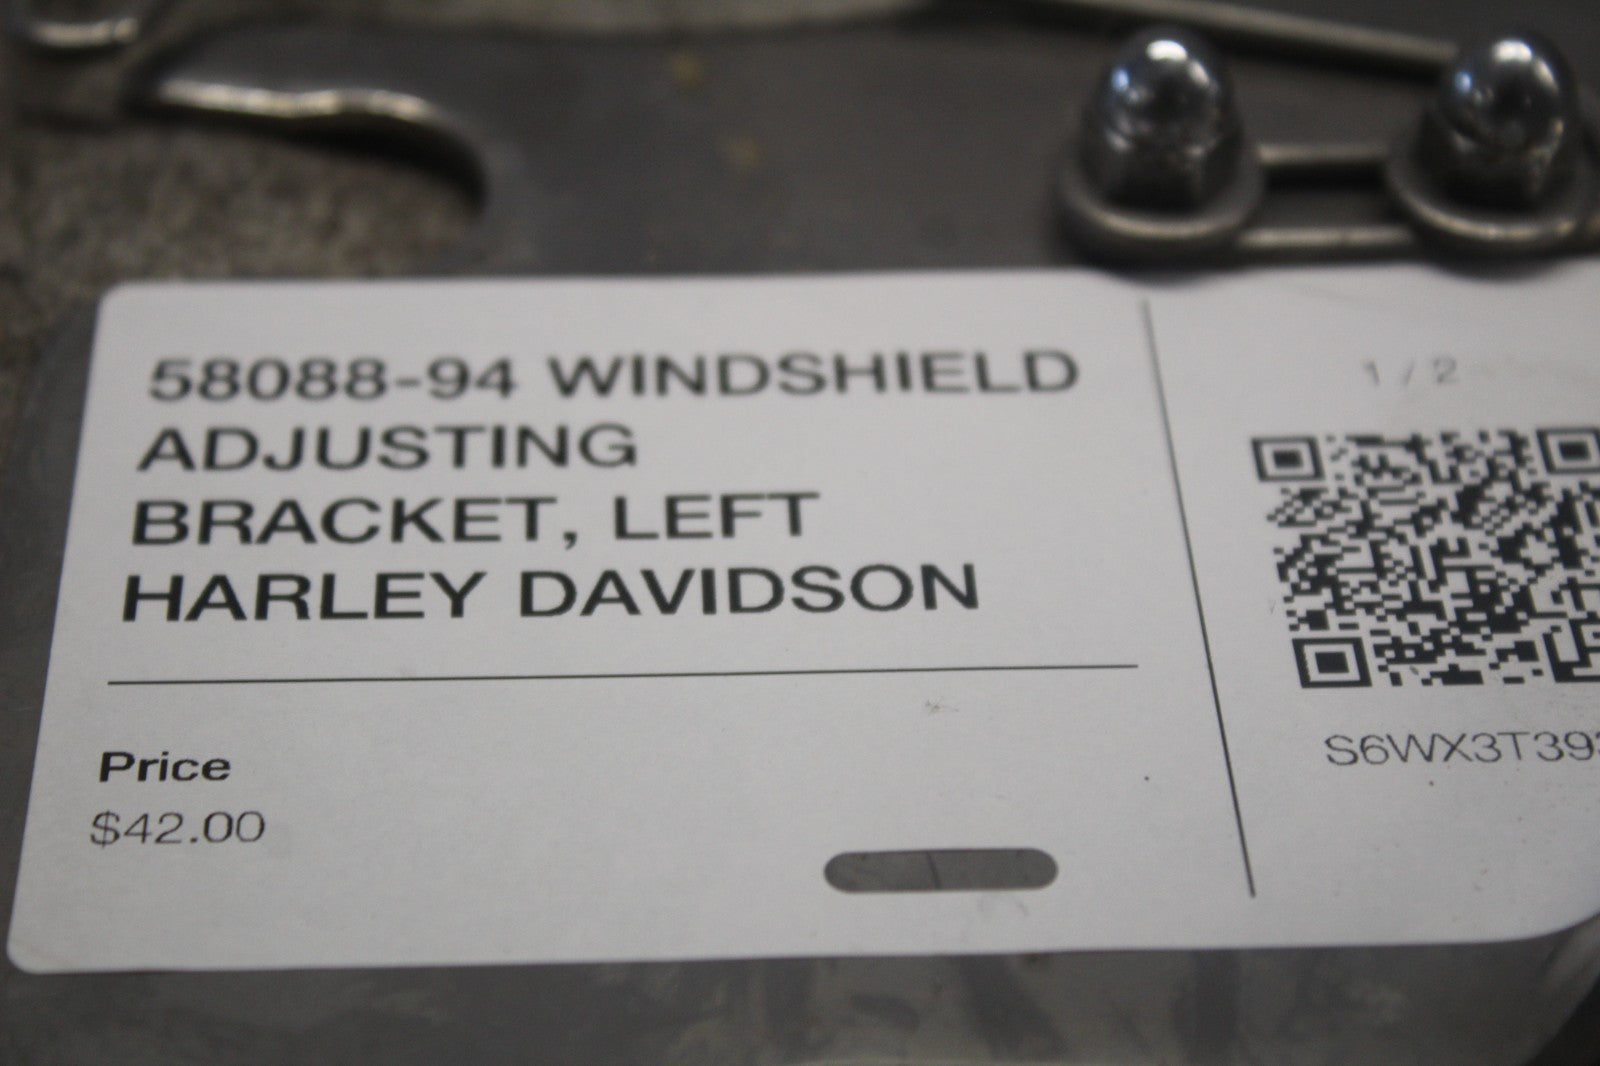 58088-94 WINDSHIELD
ADJUSTING
BRACKET, LEFT
HARLEY DAVIDSON
Price
$42.00
1 / 2